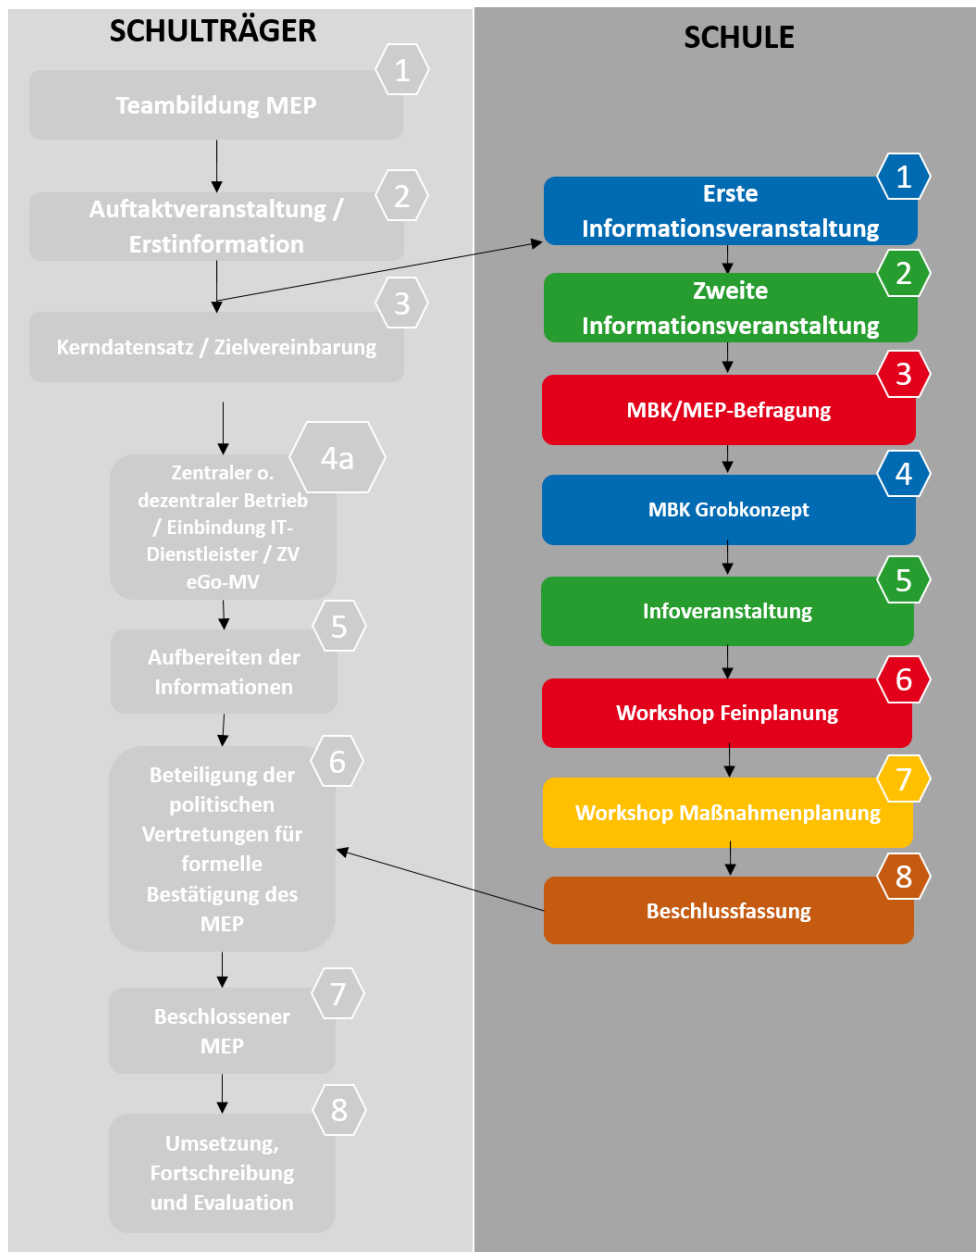 SCHULTRÄGER
1
Teambildung MEP
2
Auftaktveranstaltung /
Erstinformation
3
Kerndatensatz / Zielvereinbarung
4a
Zentraler o.
dezentraler Betrieb
/ Einbindung IT-
Dienstleister / ZV
eGo-MV
5
Aufbereiten der
Informationen
6
Beteiligung der
politischen
Vertretungen für
formelle
Bestätigung des
MEP
7
Beschlossener
MEP
8
Umsetzung,
Fortschreibung
und Evaluation
SCHULE
1
Erste
Informationsveranstaltung
2
Zweite
Informationsveranstaltung
3
MBK/MEP-Befragung
4
MBK Grobkonzept
5
Infoveranstaltung
6
Workshop Feinplanung
7
Workshop Maßnahmenplanung
8
Beschlussfassung